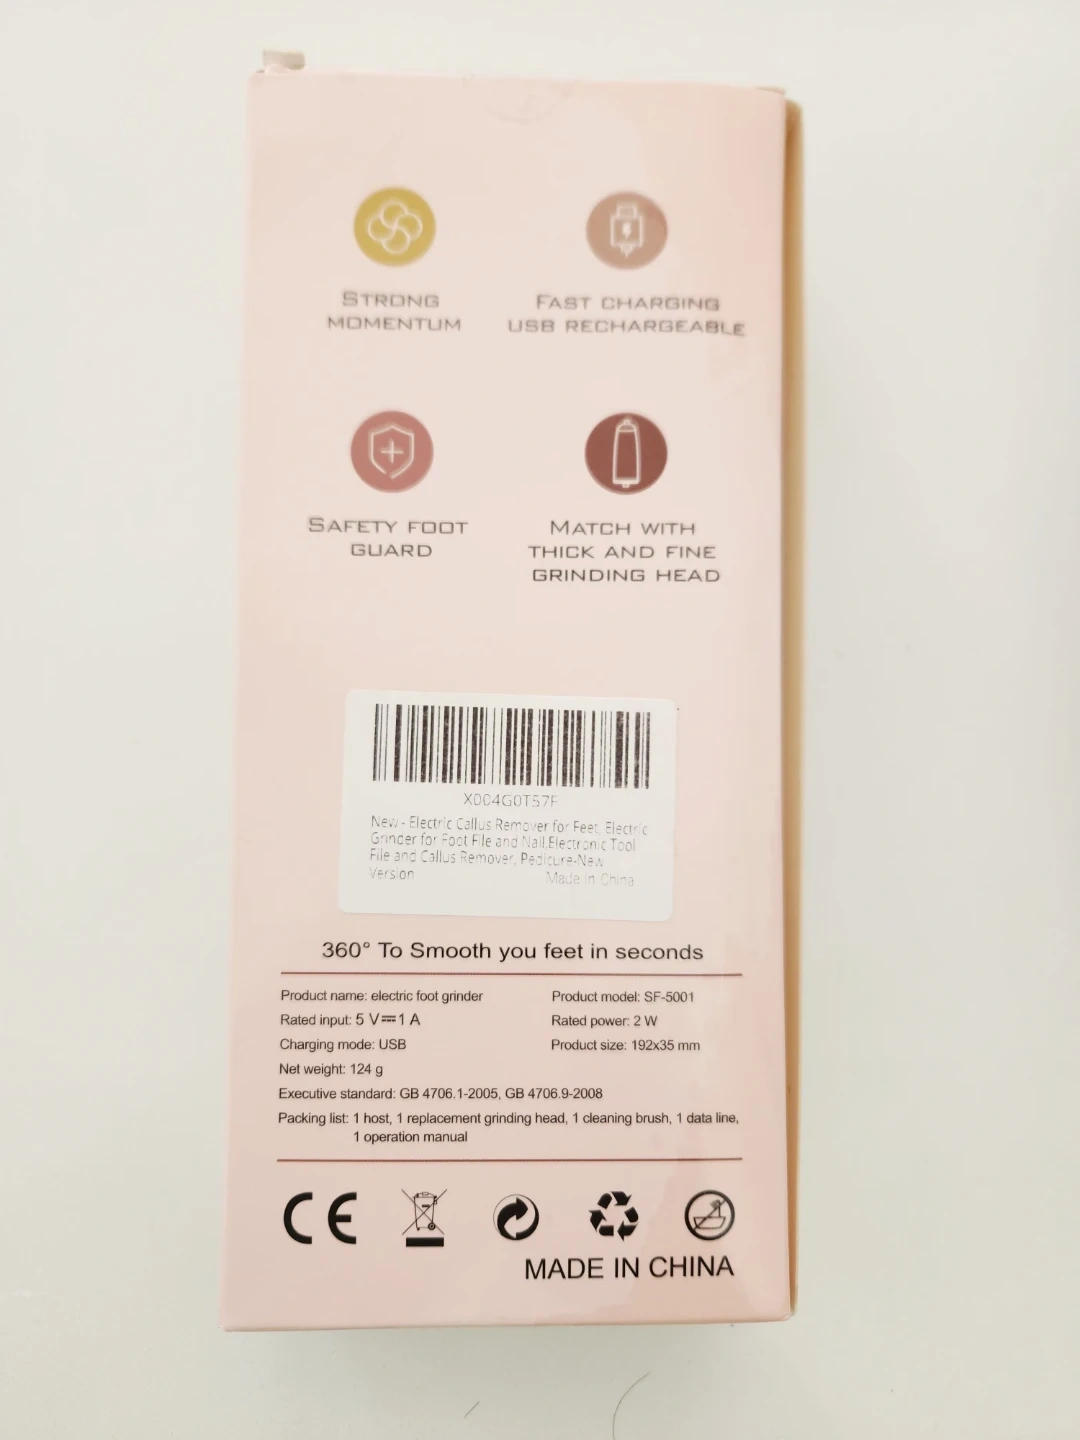 STRONG
MOMENTUM
FAST CHARGING
USB RECHARGEABLE
SAFETY FOOT
GUARD
MATCH WITH
THICK AND FINE
GRINDING HEAD
X004G0T57F
New - Electric Callus Remover for Feet, Electric
Grinder for Foot File and Nail,Electronic Tool
File and Callus Remover, Pedicure-New
Version Made in China
360° To Smooth you feet in seconds
Product name: electric foot grinder Product model: SF-5001
Rated input: 5 V⎓1 A Rated power: 2 W
Charging mode: USB Product size: 192x35 mm
Net weight: 124 g
Executive standard: GB 4706.1-2005, GB 4706.9-2008
Packing list: 1 host, 1 replacement grinding head, 1 cleaning brush, 1 data line,
1 operation manual
CE
MADE IN CHINA